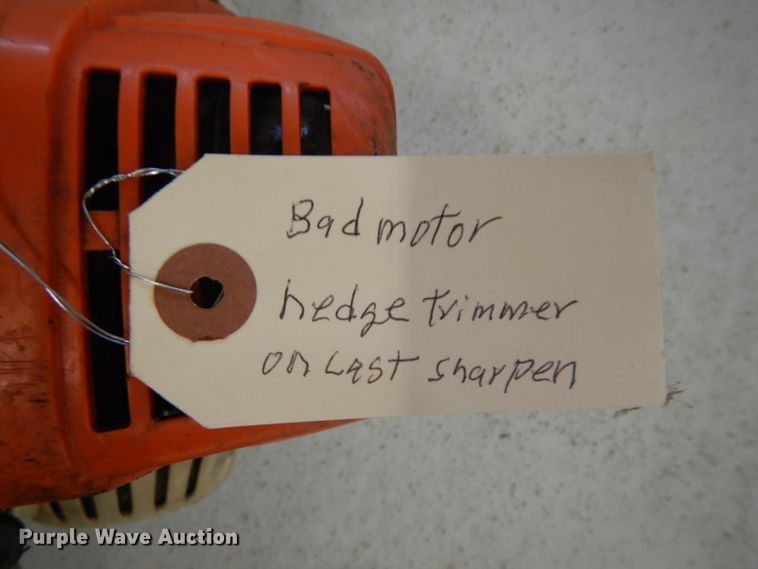 Bad motor
hedge trimmer
on Last sharpen
Purple Wave Auction